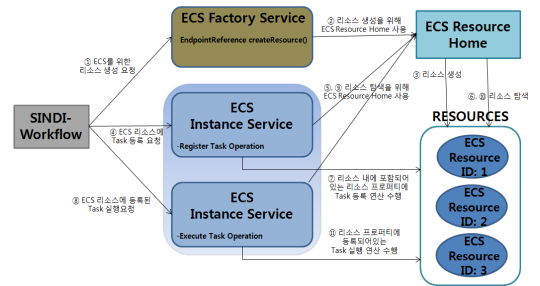 ECS Factory Service
EndpointReference createResource()
② 리소스 생성을 위해
ECS Resource Home 사용
ECS Resource
Home
① ECS를 위한
리소스 생성 요청
③ 리소스 생성
⑤, ⑨ 리소스 탐색을 위해
ECS Resource Home 사용
⑥, ⑩ 리소스 탐색
SINDI-
Workflow
④ ECS 리소스에
Task 등록 요청
ECS
Instance Service
-Register Task Operation
RESOURCES
ECS
Resource
ID: 1
⑦ 리소스 내에 포함되어
있는 리소스 프로퍼티에
Task 등록 연산 수행
⑧ ECS 리소스에 등록된
Task 실행요청
ECS
Instance Service
-Execute Task Operation
ECS
Resource
ID: 2
⑪ 리소스 프로퍼티에
등록되어있는
Task 실행 연산 수행
ECS
Resource
ID: 3